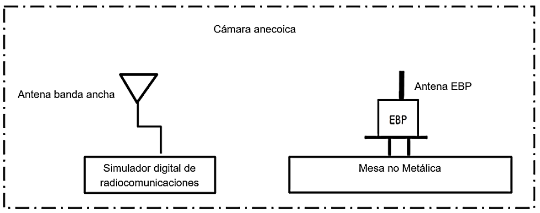 Cámara anecoica
Antena banda ancha
Antena EBP
EBP
Simulador digital de
radiocomunicaciones
Mesa no Metálica